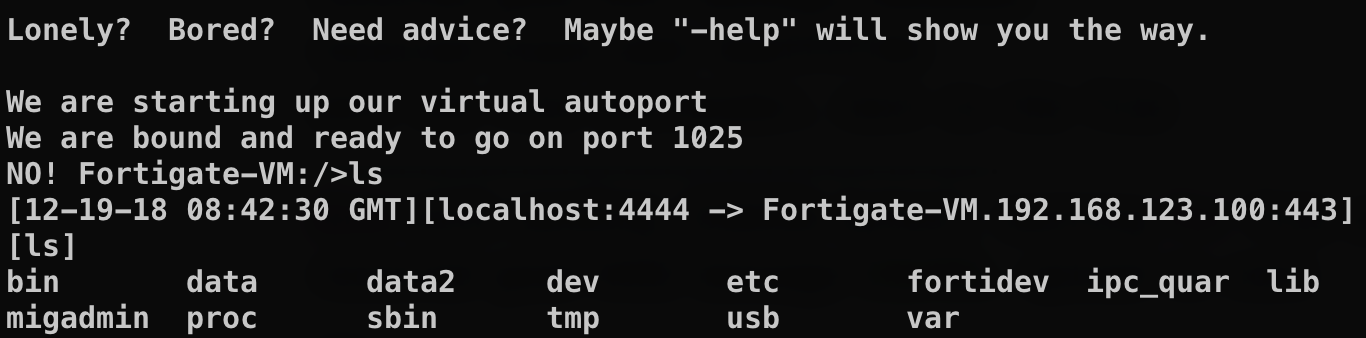 Lonely?  Bored?  Need advice?  Maybe "-help" will show you the way.
We are starting up our virtual autoport
We are bound and ready to go on port 1025
NO! Fortigate-VM:/>ls
[12-19-18 08:42:30 GMT][localhost:4444 -> Fortigate-VM.192.168.123.100:443]
[ls]
bin       data      data2     dev       etc       fortidev  ipc_quar  lib
migadmin  proc      sbin      tmp       usb       var